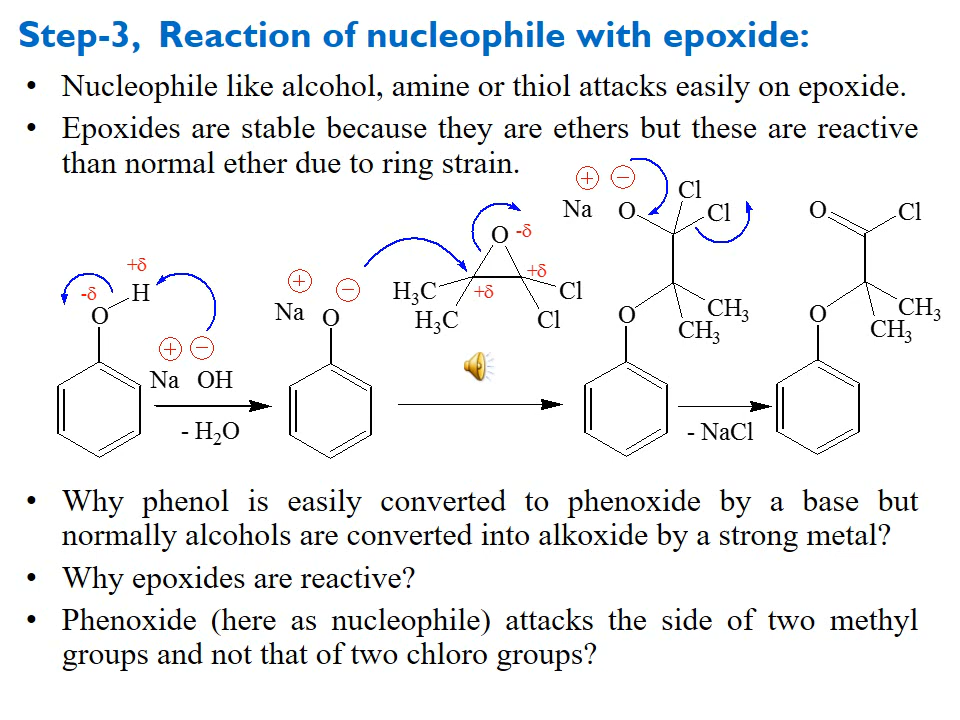 Step-3, Reaction of nucleophile with epoxide:
• Nucleophile like alcohol, amine or thiol attacks easily on epoxide.
• Epoxides are stable because they are ethers but these are reactive
than normal ether due to ring strain.
+δ
-δ
H
O
+ −
Na OH
- H₂O
+ −
Na O
O -δ
+δ
+δ
H₃C
H₃C
Cl
Cl
+ −
Na O
Cl
Cl
O
CH₃
CH₃
- NaCl
O
Cl
O
CH₃
CH₃
• Why phenol is easily converted to phenoxide by a base but
normally alcohols are converted into alkoxide by a strong metal?
• Why epoxides are reactive?
• Phenoxide (here as nucleophile) attacks the side of two methyl
groups and not that of two chloro groups?